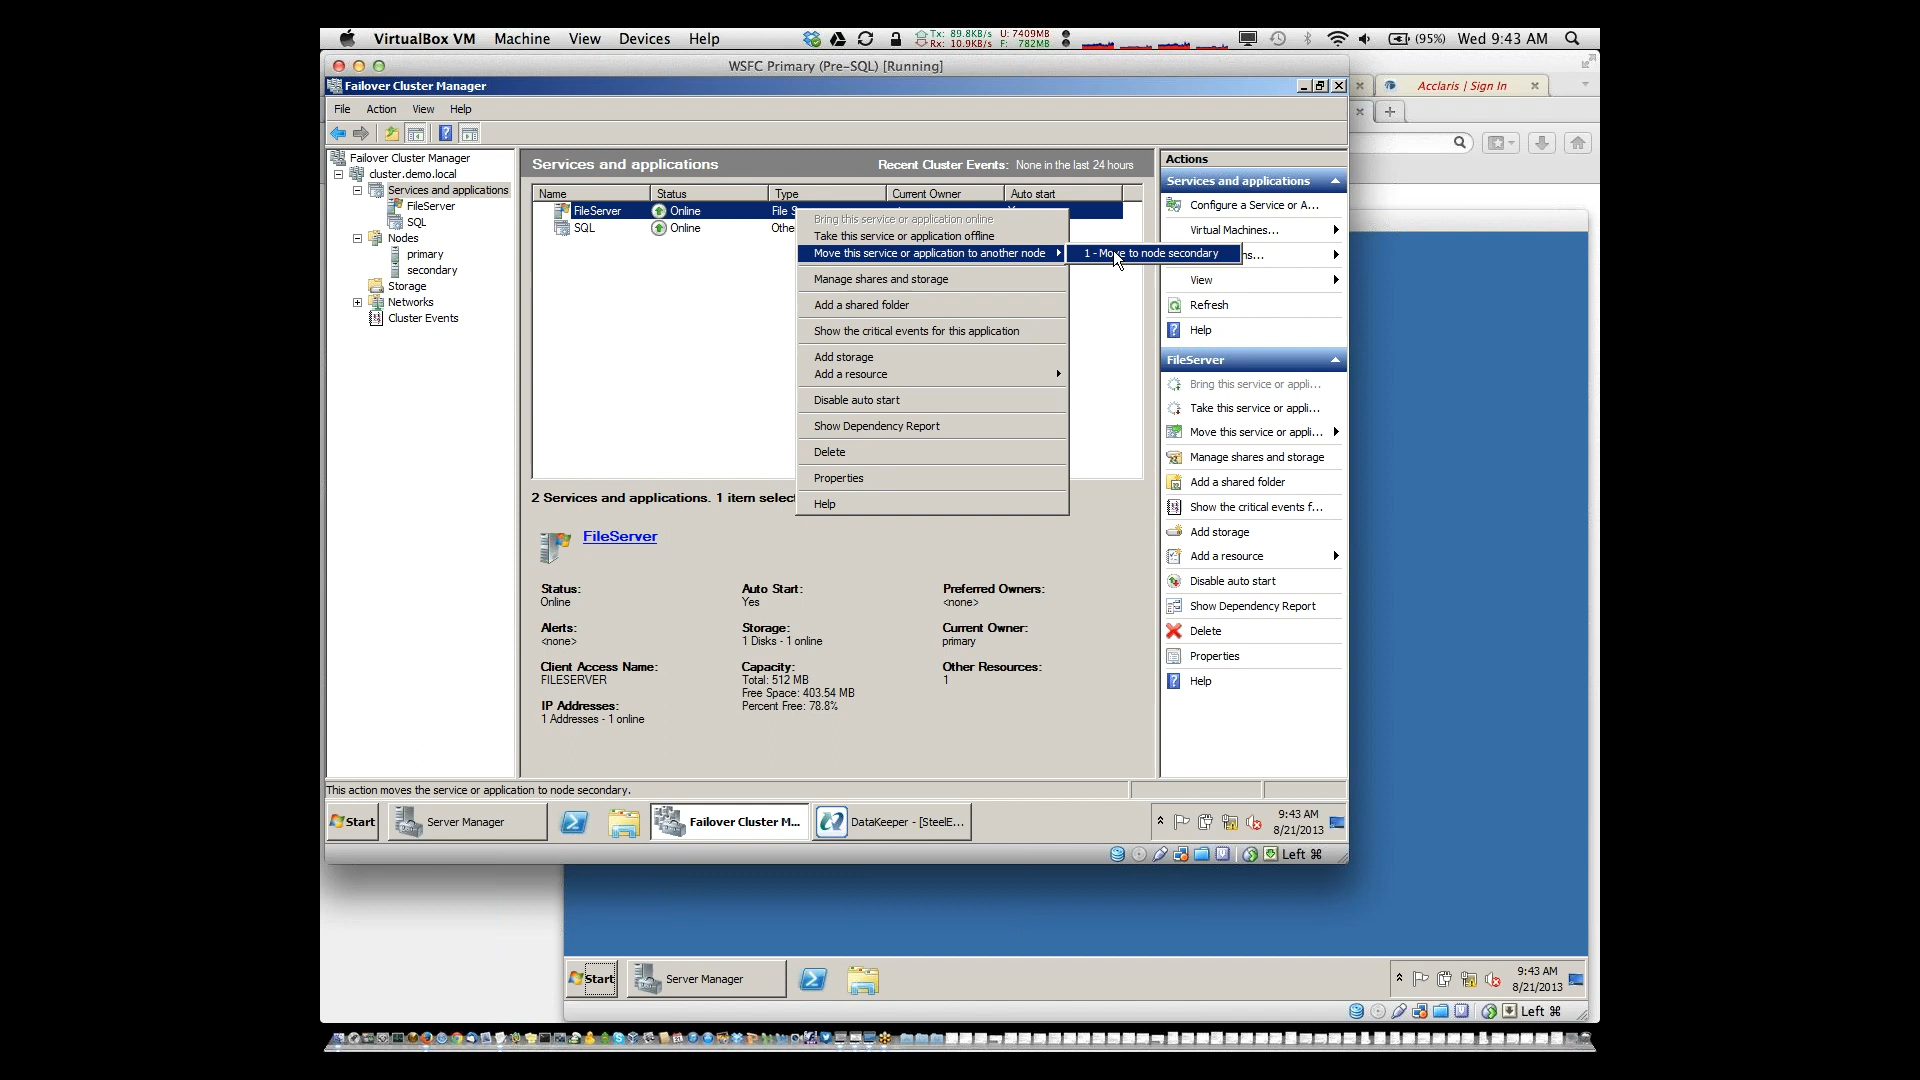 VirtualBox VM Machine View Devices Help
Tx: 89.8KB/s U: 7409MB
Rx: 10.9KB/s F: 782MB
(95%) Wed 9:43 AM
WSFC Primary (Pre-SQL) [Running]
Failover Cluster Manager
Acclaris | Sign In
File Action View Help
Failover Cluster Manager
cluster.demo.local
Services and applications
FileServer
SQL
Nodes
primary
secondary
Storage
Networks
Cluster Events
Services and applications
Recent Cluster Events: None in the last 24 hours
Name Status Type Current Owner Auto start
FileServer Online File S
SQL Online Othe
Bring this service or application online
Take this service or application offline
Move this service or application to another node
1 - Move to node secondary
Manage shares and storage
Add a shared folder
Show the critical events for this application
Add storage
Add a resource
Disable auto start
Show Dependency Report
Delete
Properties
Help
2 Services and applications. 1 item select
FileServer
Status: Auto Start: Preferred Owners:
Online Yes <none>
Alerts: Storage: Current Owner:
<none> 1 Disks - 1 online primary
Client Access Name: Capacity: Other Resources:
FILESERVER Total: 512 MB 1
Free Space: 403.54 MB
IP Addresses: Percent Free: 78.8%
1 Addresses - 1 online
Actions
Services and applications
Configure a Service or A...
Virtual Machines...
ns...
View
Refresh
Help
FileServer
Bring this service or appli...
Take this service or appli...
Move this service or appli...
Manage shares and storage
Add a shared folder
Show the critical events f...
Add storage
Add a resource
Disable auto start
Show Dependency Report
Delete
Properties
Help
This action moves the service or application to node secondary.
Start Server Manager Failover Cluster M... DataKeeper - [SteelE...
9:43 AM
8/21/2013
Left ⌘
Start Server Manager
9:43 AM
8/21/2013
Left ⌘